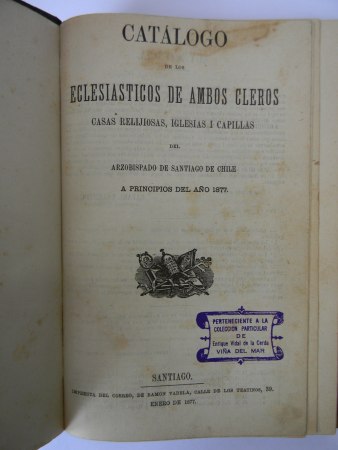 CATÁLOGO
DE LOS
ECLESIASTICOS DE AMBOS CLEROS
CASAS RELIJIOSAS, IGLESIAS I CAPILLAS
DEL
ARZOBISPADO DE SANTIAGO DE CHILE
A PRINCIPIOS DEL AÑO 1877.
PERTENECIENTE A LA
COLECCION PARTICULAR
DE
Enrique Vidal de la Cerda
VIÑA DEL MAR
SANTIAGO.
IMPRENTA DEL CORREO, DE RAMON VARELA, CALLE DE LOS TEATINOS, 39.
ENERO DE 1877.